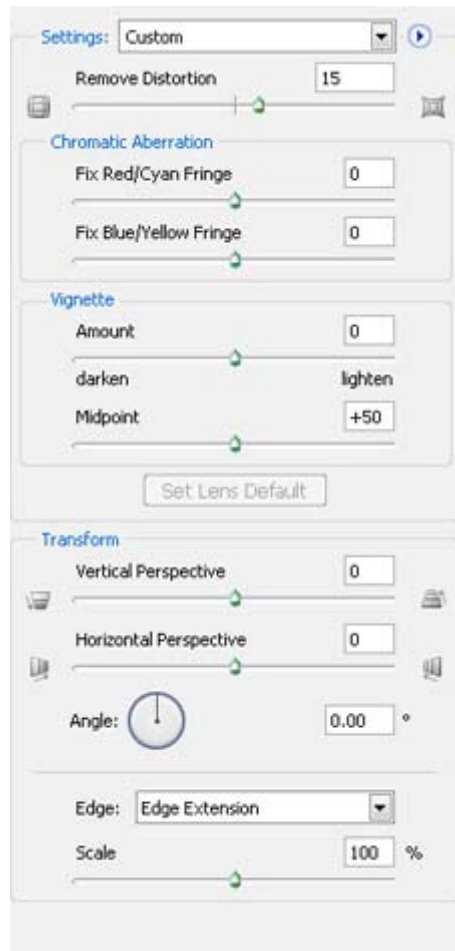 Settings: Custom
Remove Distortion 15
Chromatic Aberration
Fix Red/Cyan Fringe 0
Fix Blue/Yellow Fringe 0
Vignette
Amount 0
darken lighten
Midpoint +50
Set Lens Default
Transform
Vertical Perspective 0
Horizontal Perspective 0
Angle: 0.00 °
Edge: Edge Extension
Scale 100 %